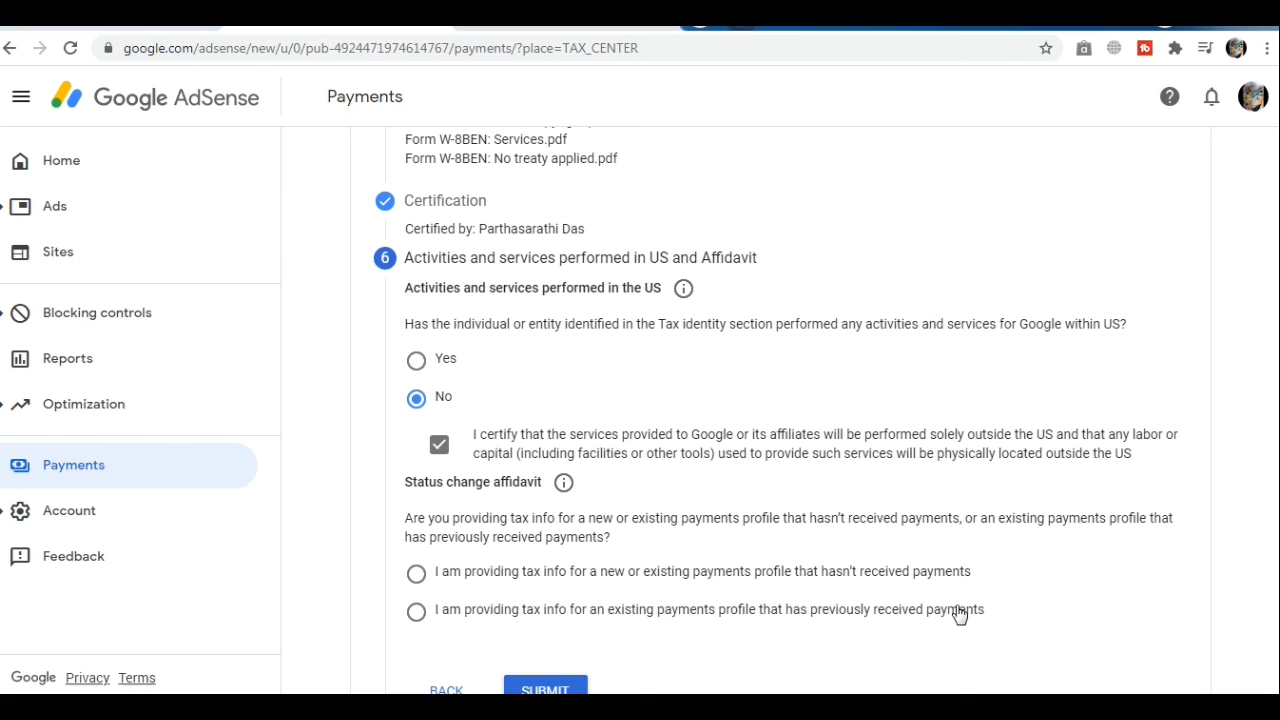 google.com/adsense/new/u/0/pub-4924471974614767/payments/?place=TAX_CENTER
Google AdSense
Payments
Home
Ads
Sites
Blocking controls
Reports
Optimization
Payments
Account
Feedback
Google Privacy Terms
Form W-8BEN: Services.pdf
Form W-8BEN: No treaty applied.pdf
Certification
Certified by: Parthasarathi Das
6 Activities and services performed in US and Affidavit
Activities and services performed in the US
Has the individual or entity identified in the Tax identity section performed any activities and services for Google within US?
Yes
No
I certify that the services provided to Google or its affiliates will be performed solely outside the US and that any labor or
capital (including facilities or other tools) used to provide such services will be physically located outside the US
Status change affidavit
Are you providing tax info for a new or existing payments profile that hasn't received payments, or an existing payments profile that
has previously received payments?
I am providing tax info for a new or existing payments profile that hasn't received payments
I am providing tax info for an existing payments profile that has previously received payments
BACK SUBMIT